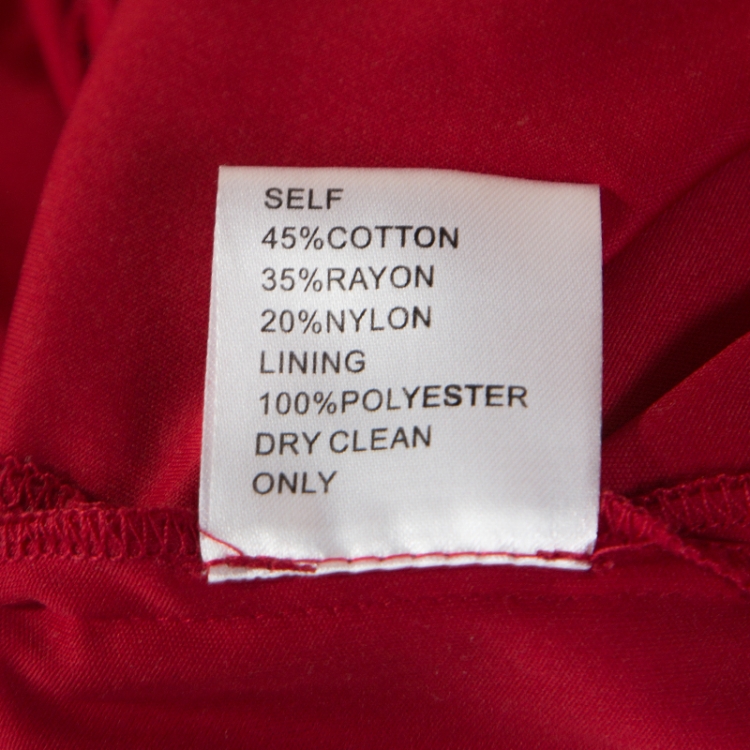 SELF
45%COTTON
35%RAYON
20%NYLON
LINING
100%POLYESTER
DRY CLEAN
ONLY